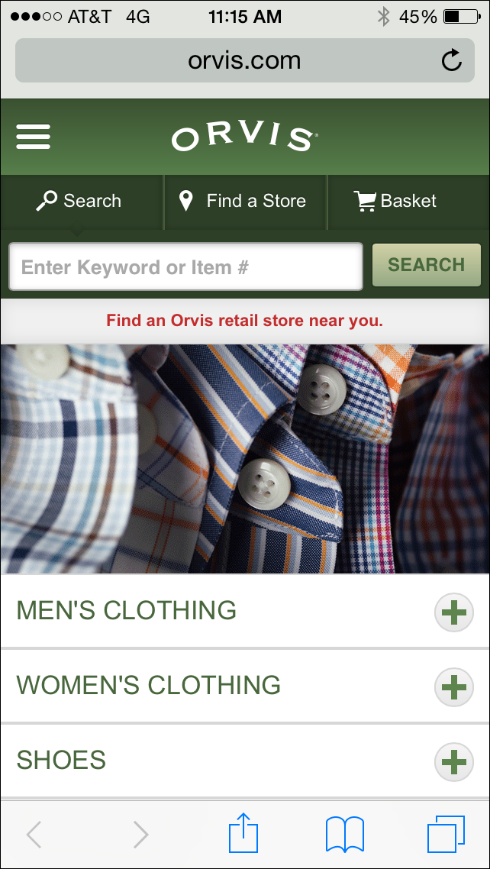 AT&T 4G 11:15 AM 45%
orvis.com
ORVIS
Search Find a Store Basket
Enter Keyword or Item # SEARCH
Find an Orvis retail store near you.
MEN'S CLOTHING
WOMEN'S CLOTHING
SHOES